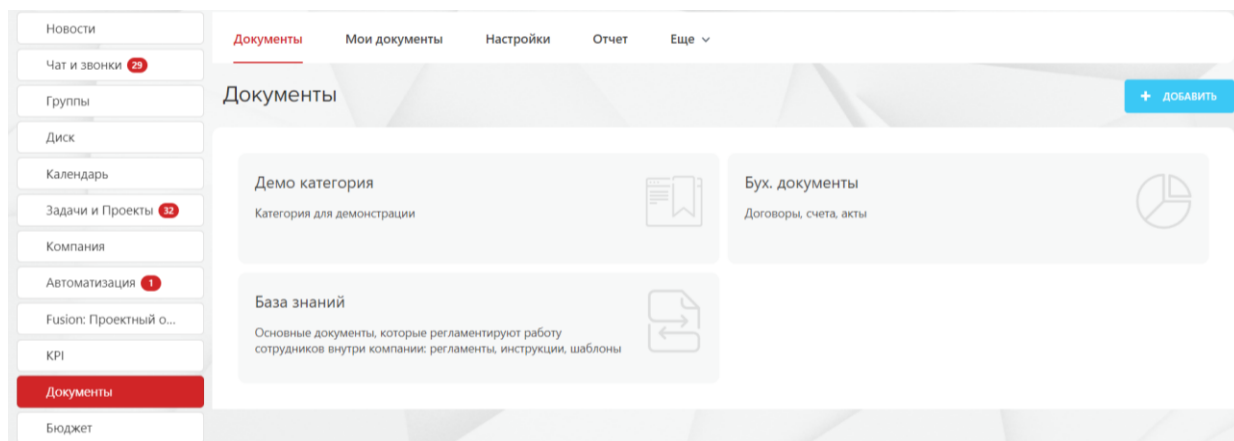 Новости
Чат и звонки 29
Группы
Диск
Календарь
Задачи и Проекты 32
Компания
Автоматизация 1
Fusion: Проектный о...
KPI
Документы
Бюджет
Документы Мои документы Настройки Отчет Еще
Документы
+ ДОБАВИТЬ
Демо категория
Категория для демонстрации
Бух. документы
Договоры, счета, акты
База знаний
Основные документы, которые регламентируют работу
сотрудников внутри компании: регламенты, инструкции, шаблоны